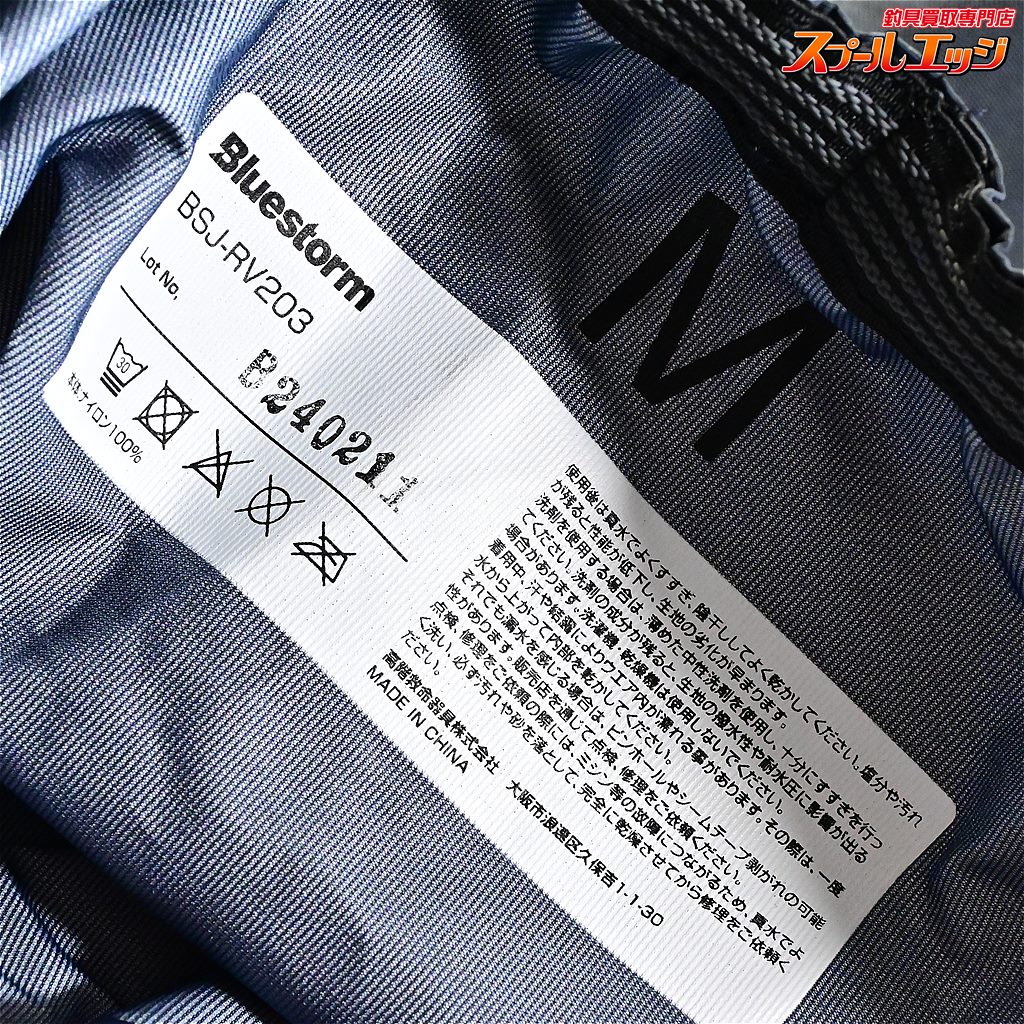 釣具買取専門店
スプールエッジ
Bluestorm
BSJ-RV203
Lot No,
B240211
30
本体:ナイロン100%
M
使用後は真水でよくすすぎ、陰干ししてよく乾かしてください。塩分や汚れ
が残ると性能が低下し、生地の劣化が早まります。
洗剤を使用する場合は、薄めた中性洗剤を使用し、十分にすすぎを行っ
てください。洗剤の成分が残ると、生地の撥水性や耐水圧に影響が出る
場合があります。洗濯機・乾燥機は使用しないでください。
着用中、汗や結露によりウエア内が濡れる事があります。その際は、一度
水から上がって内部を乾かしてください。
それでも漏水を感じる場合は、ピンホールやシームテープ剥がれの可能
性があります。販売店を通じて点検、修理をご依頼ください。
点検、修理をご依頼の際には、ミシン等の故障につながるため、真水でよ
く洗い、必ず汚れや砂を落として、完全に乾燥させてから修理をご依頼く
ださい。
高階救命器具株式会社 大阪市浪速区久保吉1-1-30
MADE IN CHINA